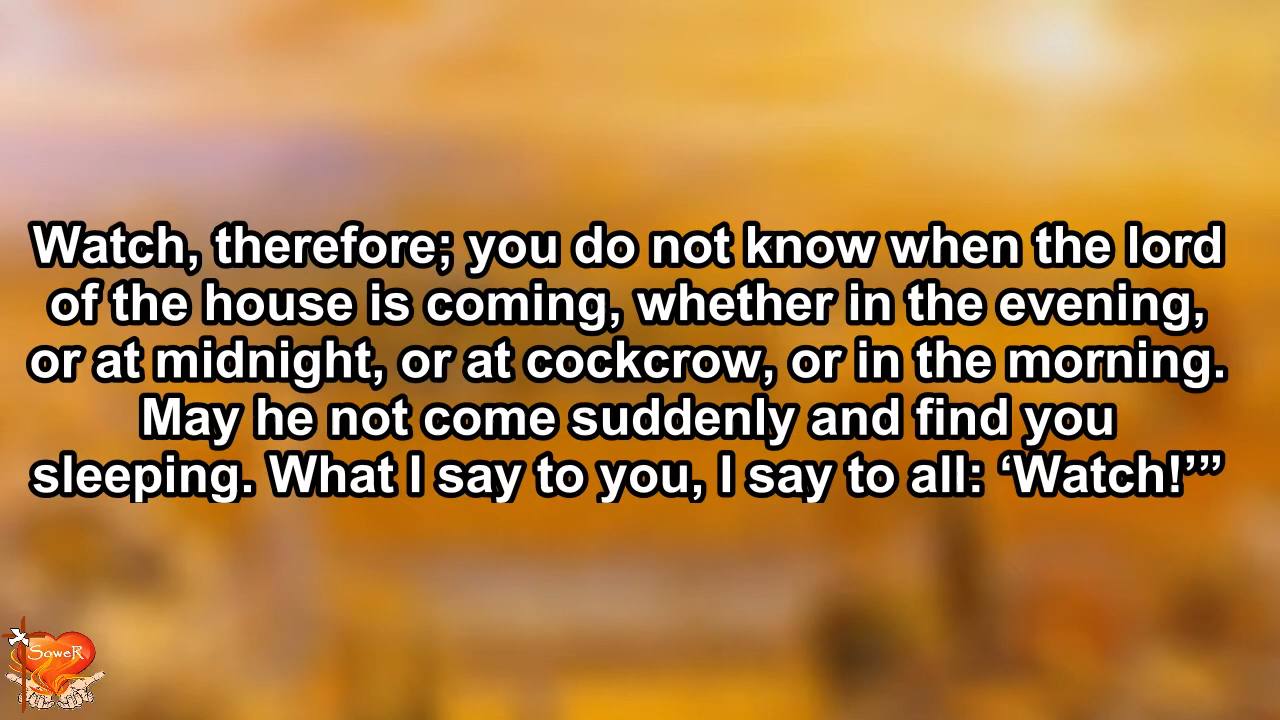 Watch, therefore; you do not know when the lord
of the house is coming, whether in the evening,
or at midnight, or at cockcrow, or in the morning.
May he not come suddenly and find you
sleeping. What I say to you, I say to all: ‘Watch!’”
SoweR